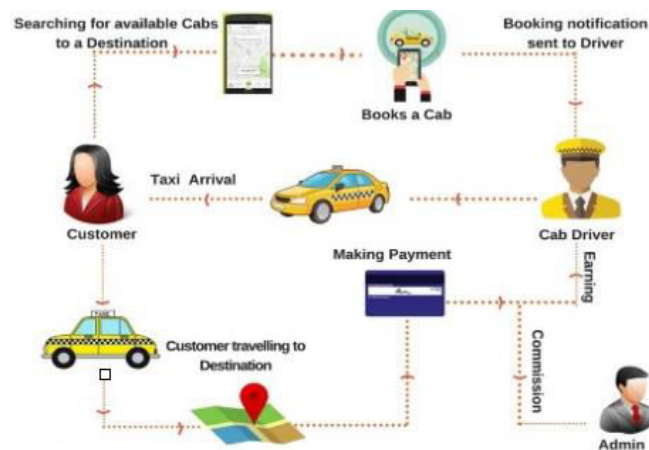 Searching for available Cabs
to a Destination
Booking notification
sent to Driver
Books a Cab
Taxi Arrival
Customer
Cab Driver
Making Payment
Earning
TAXI
Customer travelling to
Destination
Commission
Admin